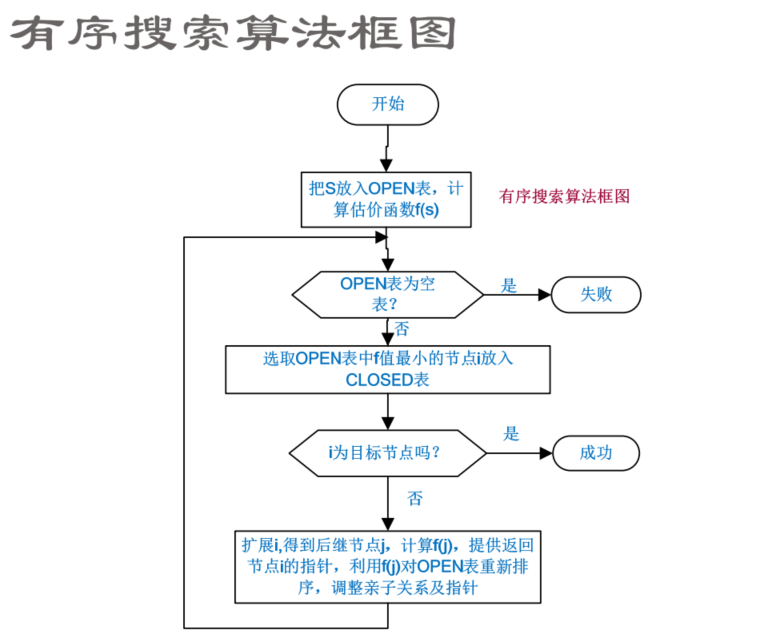 有序搜索算法框图
开始
把S放入OPEN表，计
算估价函数f(s)
有序搜索算法框图
OPEN表为空
表？
是
失败
否
选取OPEN表中f值最小的节点i放入
CLOSED表
i为目标节点吗？
是
成功
否
扩展i,得到后继节点j，计算f(j)，提供返回
节点i的指针，利用f(j)对OPEN表重新排
序，调整亲子关系及指针